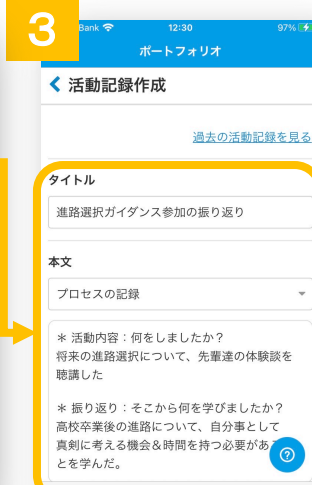 3
Bank 12:30 97%
ポートフォリオ
活動記録作成
過去の活動記録を見る
タイトル
進路選択ガイダンス参加の振り返り
本文
プロセスの記録
＊ 活動内容：何をしましたか？
将来の進路選択について、先輩達の体験談を
聴講した
＊ 振り返り：そこから何を学びましたか？
高校卒業後の進路について、自分事として
真剣に考える機会＆時間を持つ必要があ
とを学んだ。
?